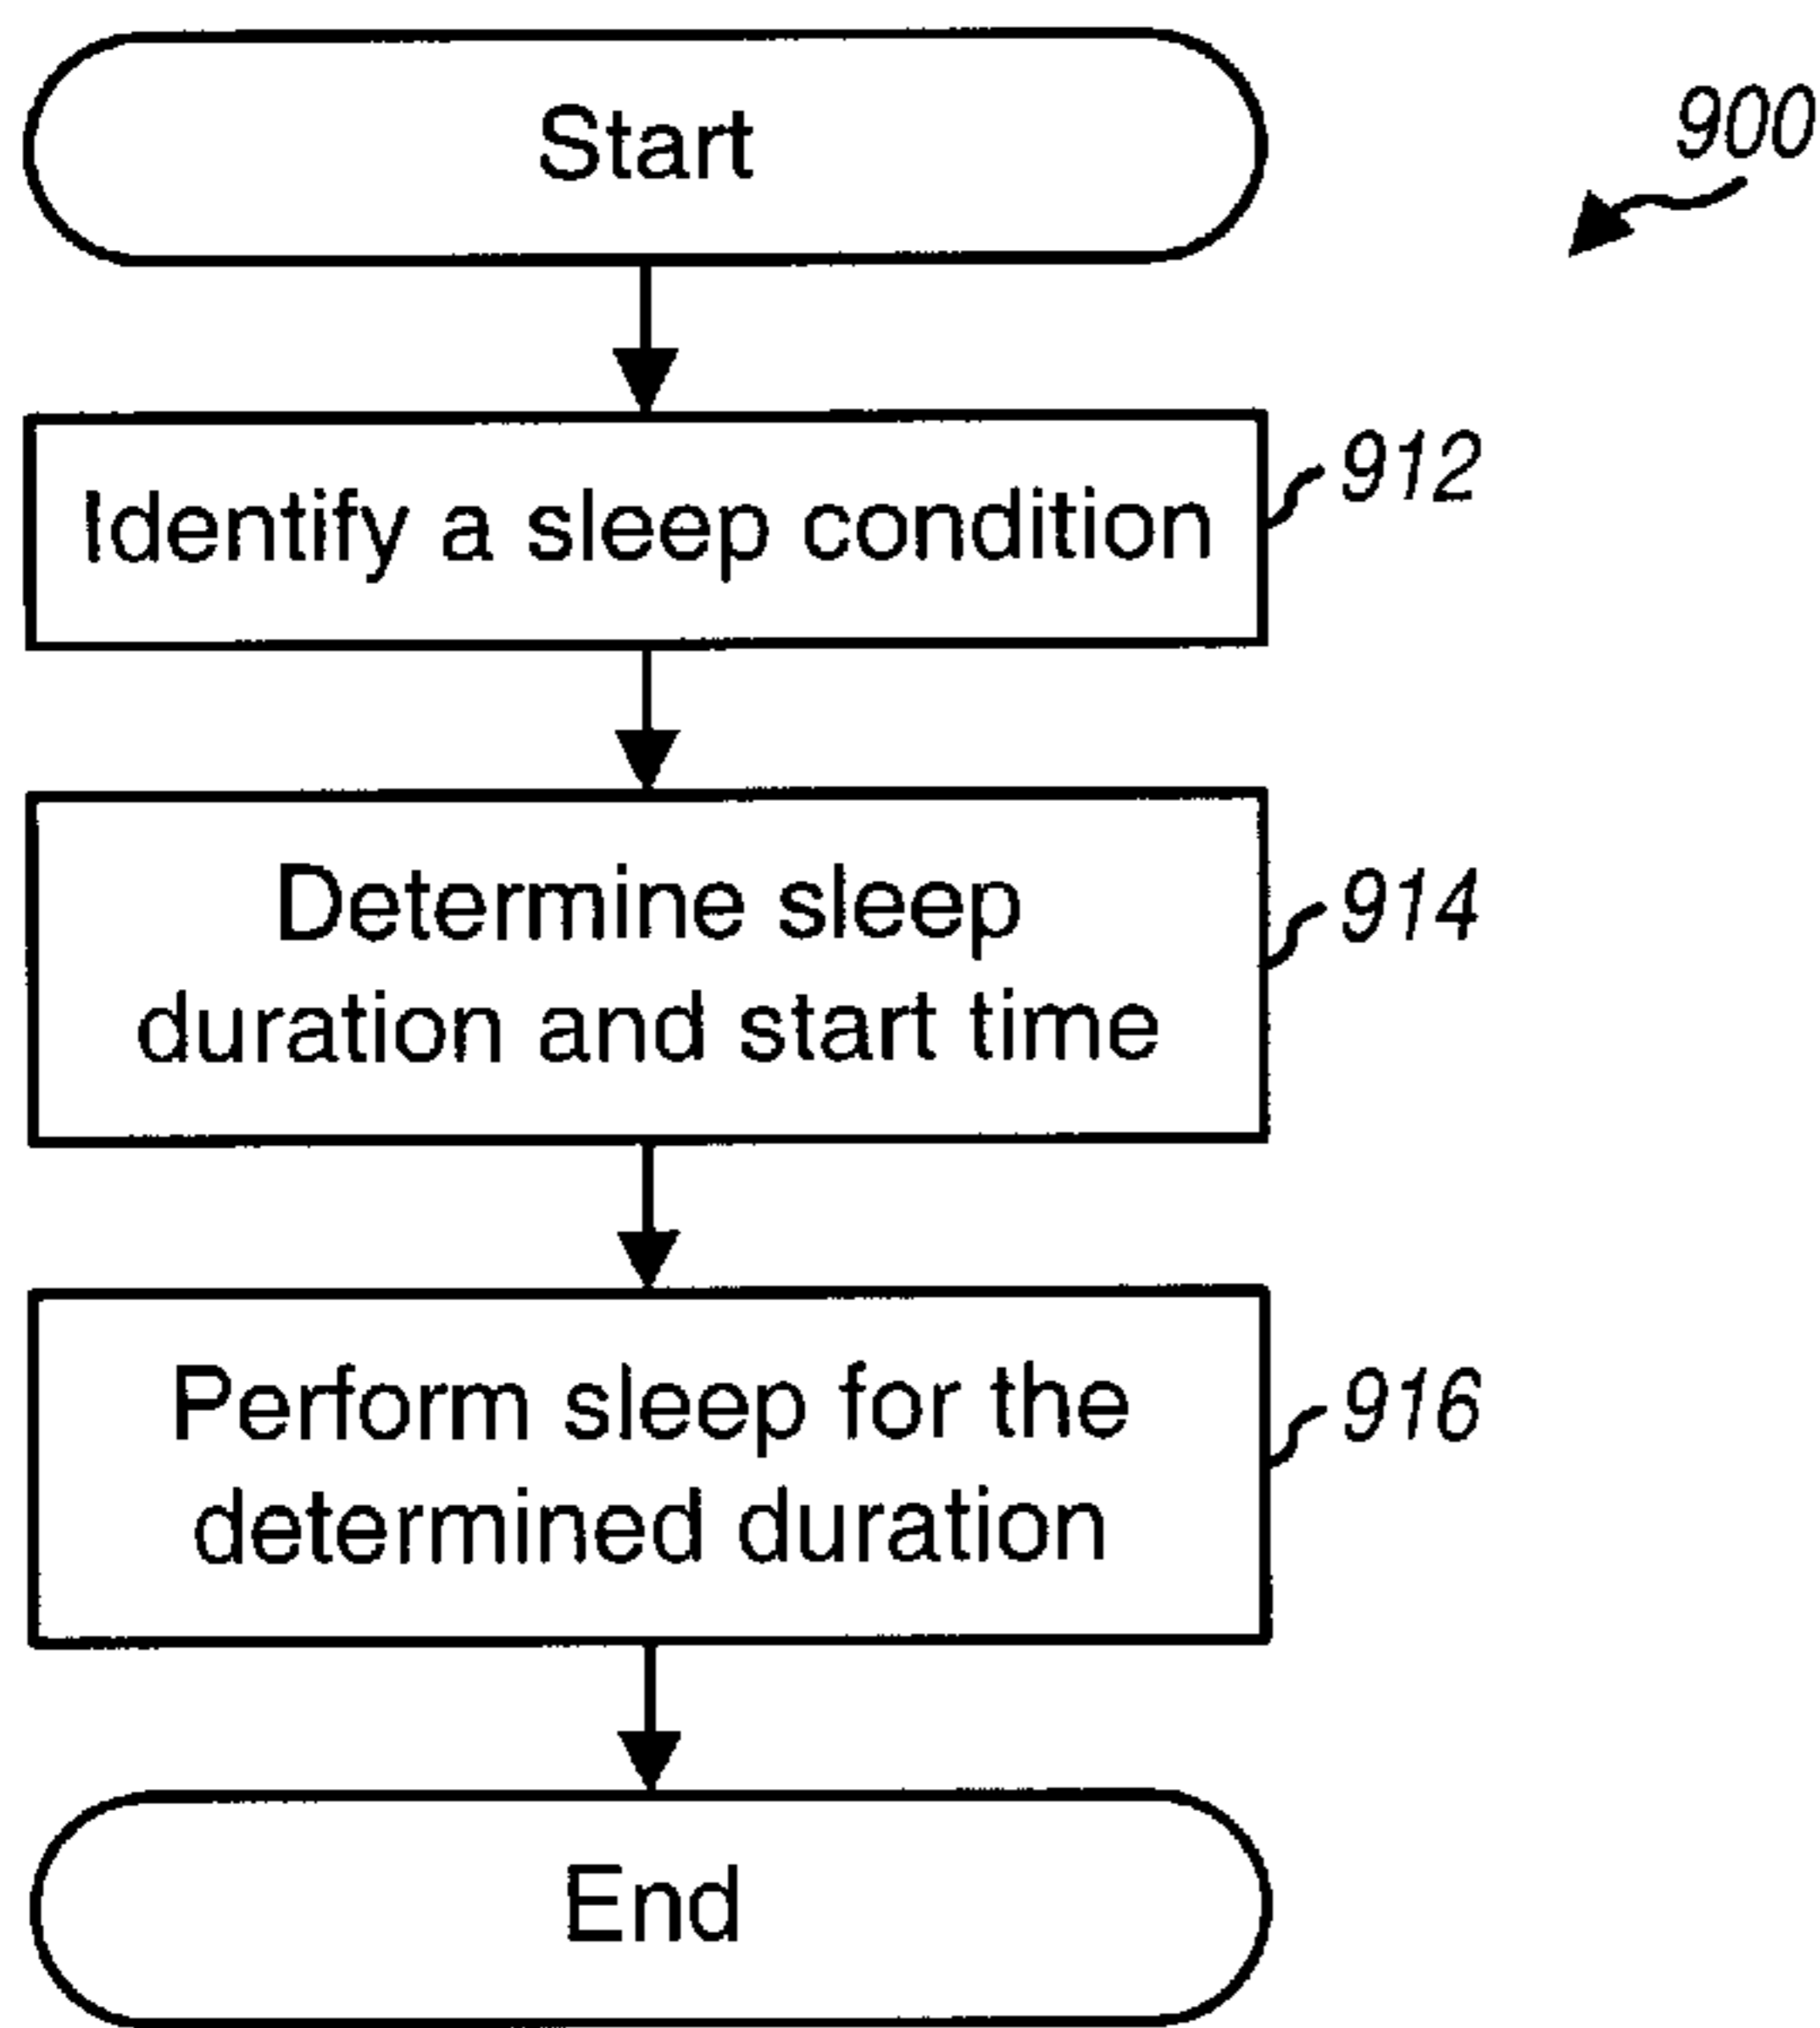 Start
900
Identify a sleep condition
912
Determine sleep
duration and start time
914
Perform sleep for the
determined duration
916
End